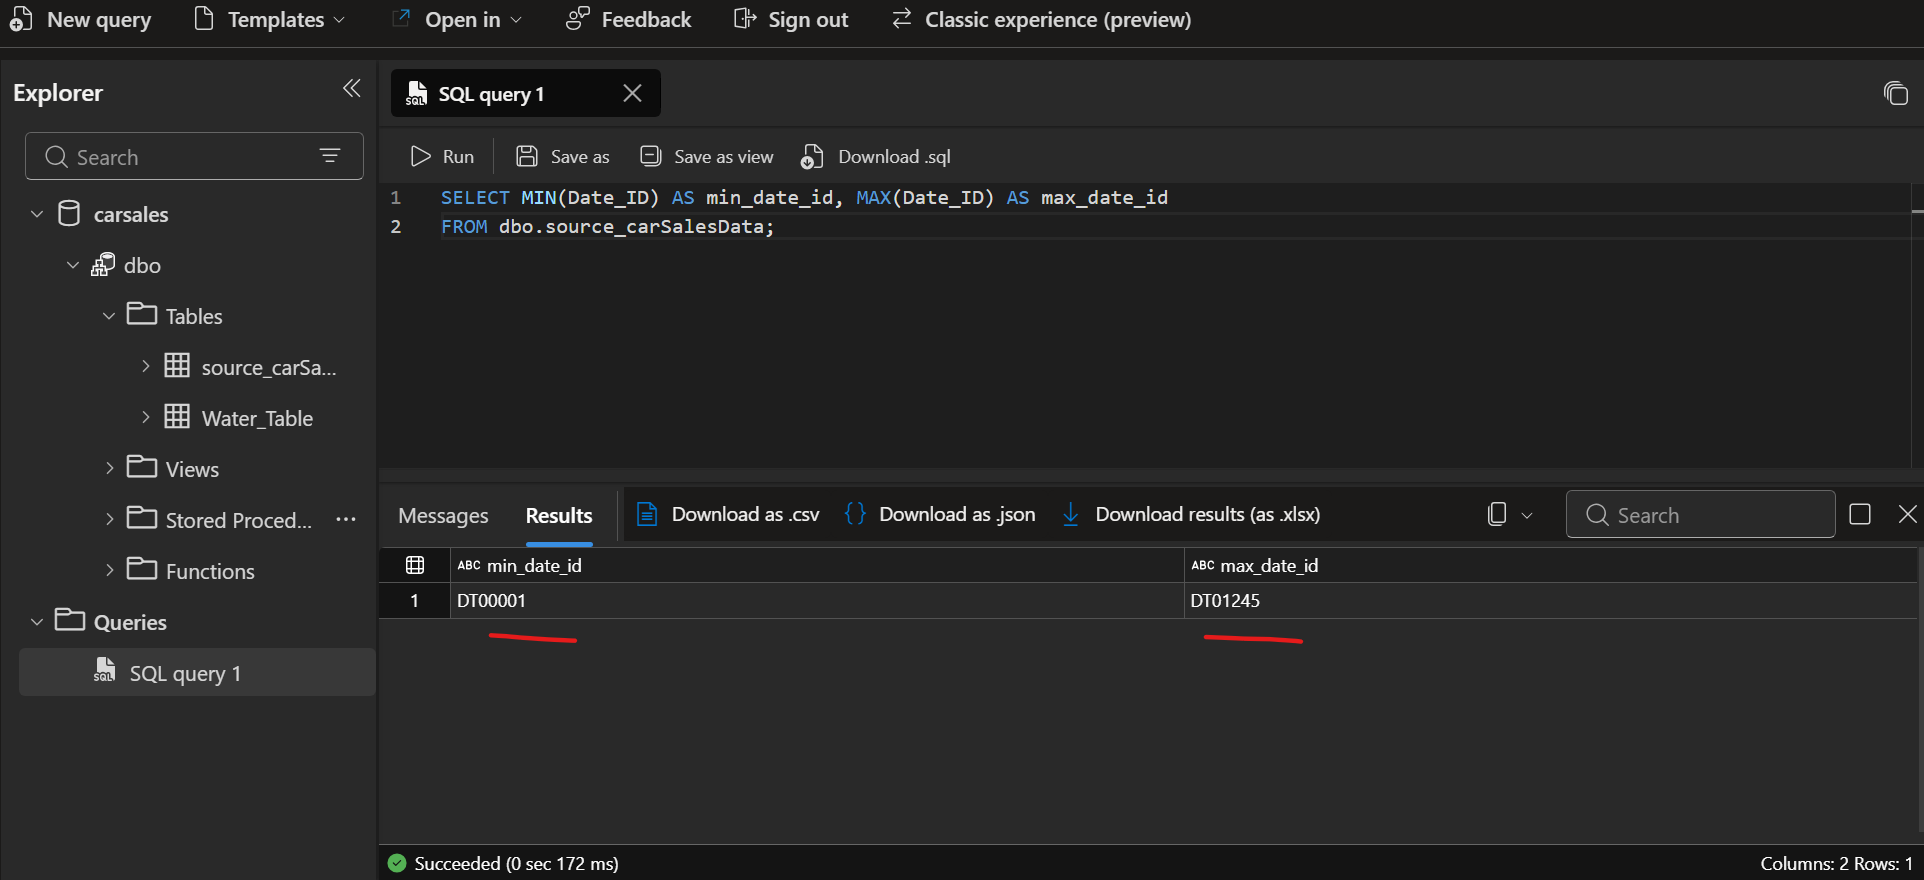 New query
Templates
Open in
Feedback
Sign out
Classic experience (preview)
Explorer
SQL query 1
Search
Run
Save as
Save as view
Download .sql
1 SELECT MIN(Date_ID) AS min_date_id, MAX(Date_ID) AS max_date_id
2 FROM dbo.source_carSalesData;
carsales
dbo
Tables
source_carSa...
Water_Table
Views
Stored Proced... ...
Functions
Queries
SQL query 1
Messages
Results
Download as .csv
Download as .json
Download results (as .xlsx)
Search
ABC min_date_id ABC max_date_id
1 DT00001 DT01245
Succeeded (0 sec 172 ms)
Columns: 2 Rows: 1